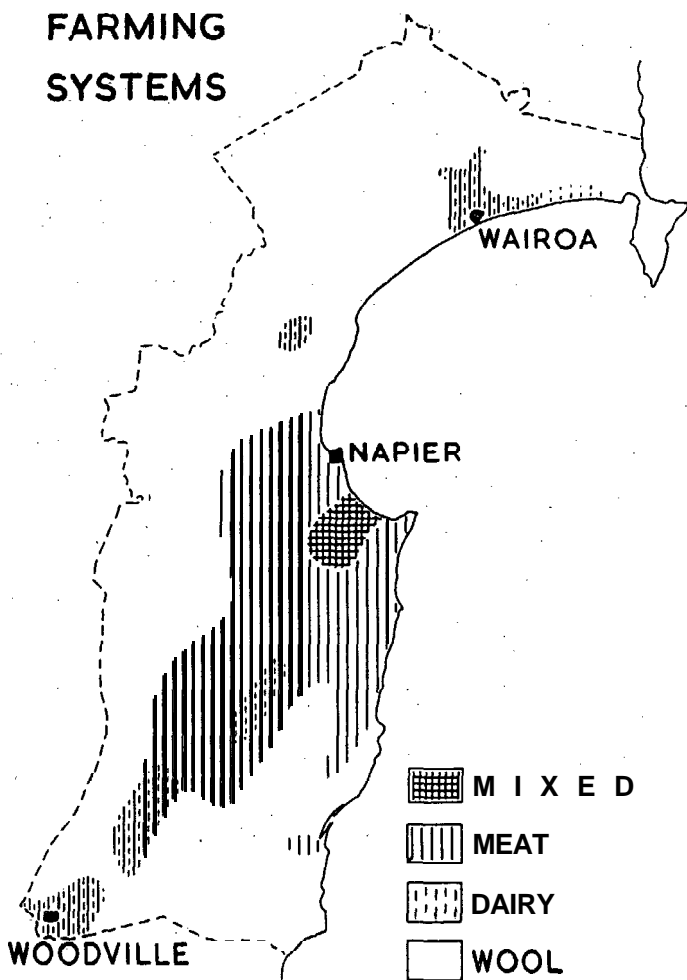 FARMING
SYSTEMS
WAIROA
NAPIER
MIXED
MEAT
DAIRY
WOODVILLE
WOOL